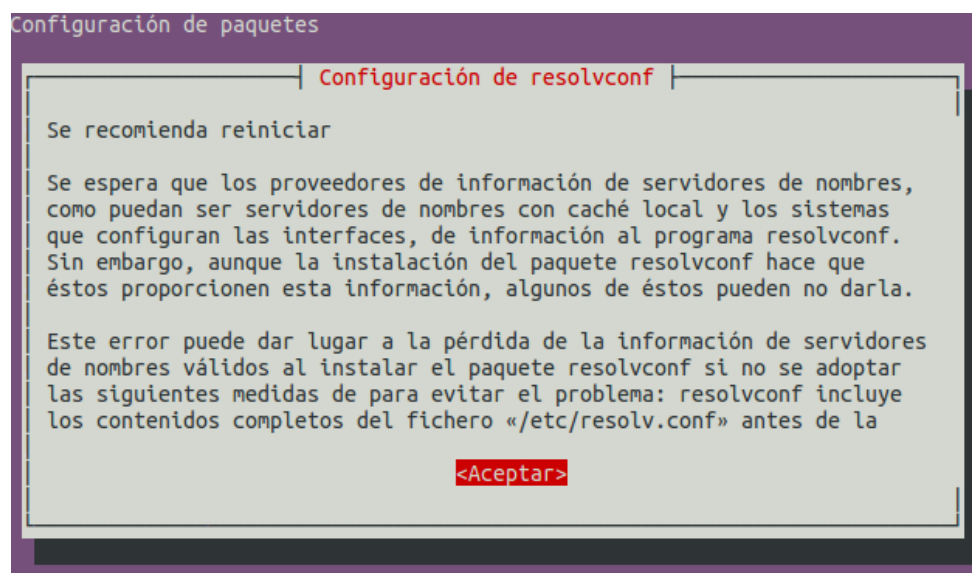 Configuración de paquetes
Configuración de resolvconf
Se recomienda reiniciar
Se espera que los proveedores de información de servidores de nombres,
como puedan ser servidores de nombres con caché local y los sistemas
que configuran las interfaces, de información al programa resolvconf.
Sin embargo, aunque la instalación del paquete resolvconf hace que
éstos proporcionen esta información, algunos de éstos pueden no darla.
Este error puede dar lugar a la pérdida de la información de servidores
de nombres válidos al instalar el paquete resolvconf si no se adoptar
las siguientes medidas de para evitar el problema: resolvconf incluye
los contenidos completos del fichero «/etc/resolv.conf» antes de la
<Aceptar>